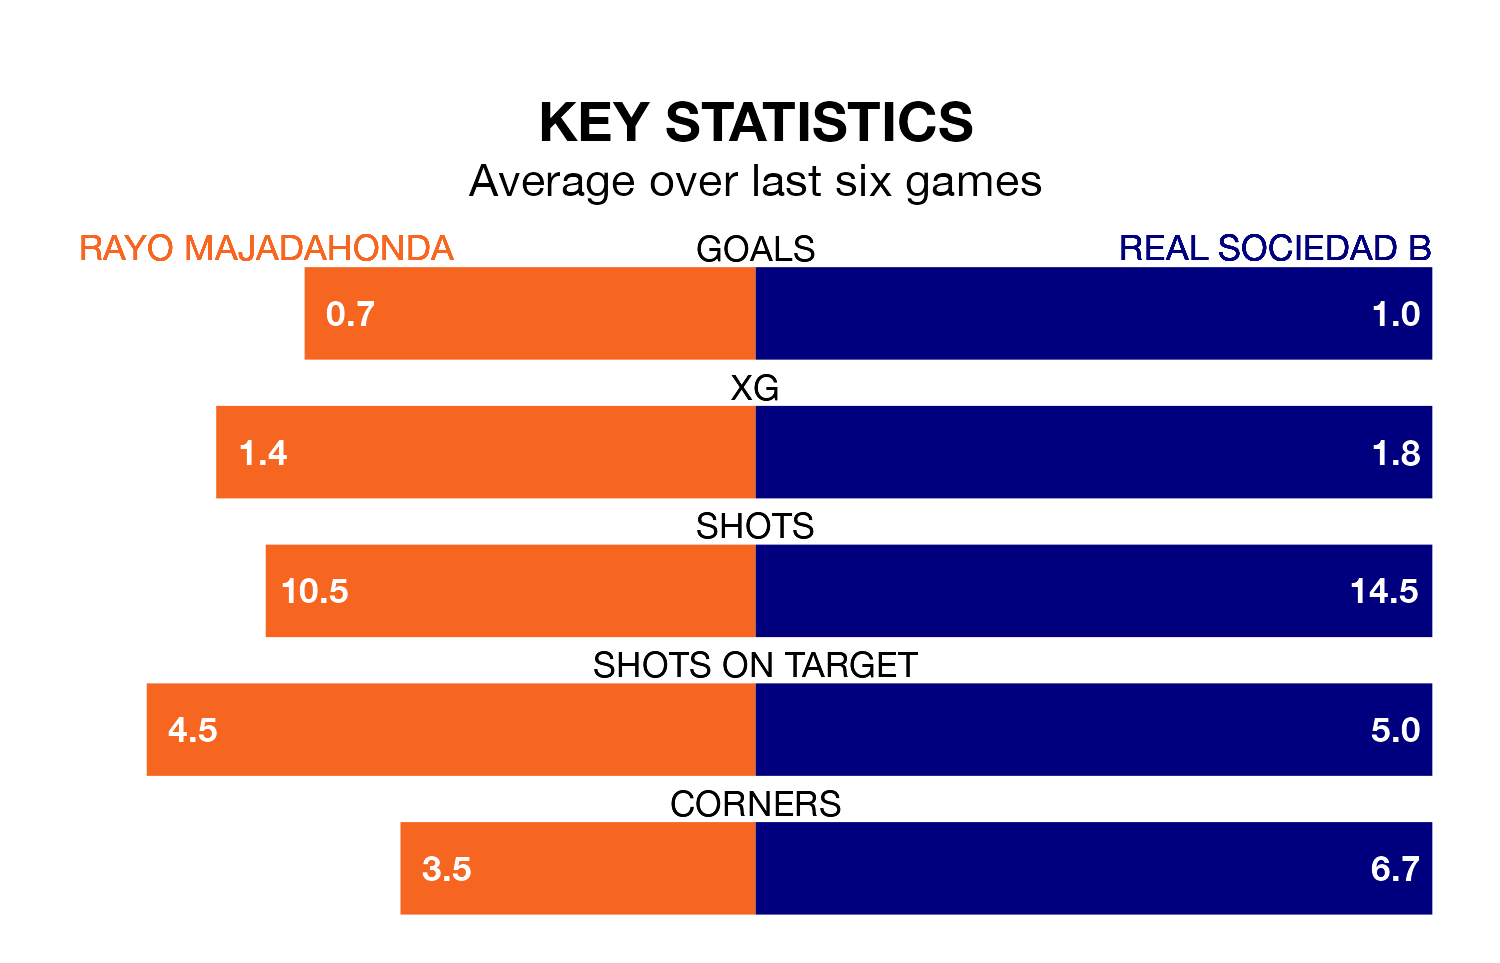 KEY STATISTICS
Average over last six games
RAYO MAJADAHONDA GOALS REAL SOCIEDAD B
0.7 1.0
XG
1.4 1.8
SHOTS
10.5 14.5
SHOTS ON TARGET
4.5 5.0
CORNERS
3.5 6.7